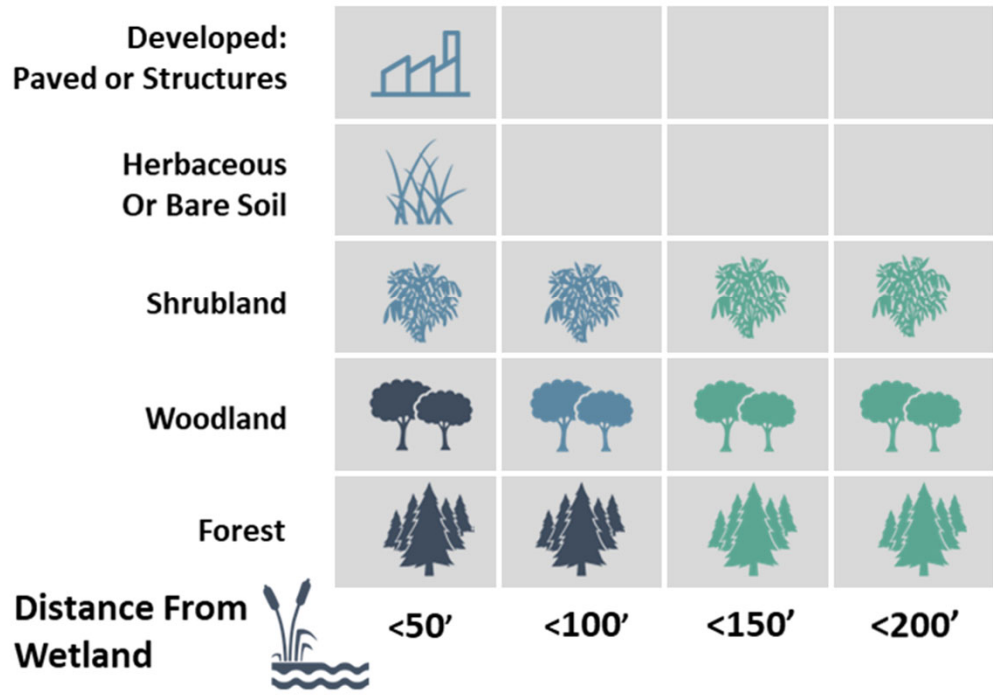 Developed:
Paved or Structures
Herbaceous
Or Bare Soil
Shrubland
Woodland
Forest
Distance From
Wetland
<50’
<100’
<150’
<200’